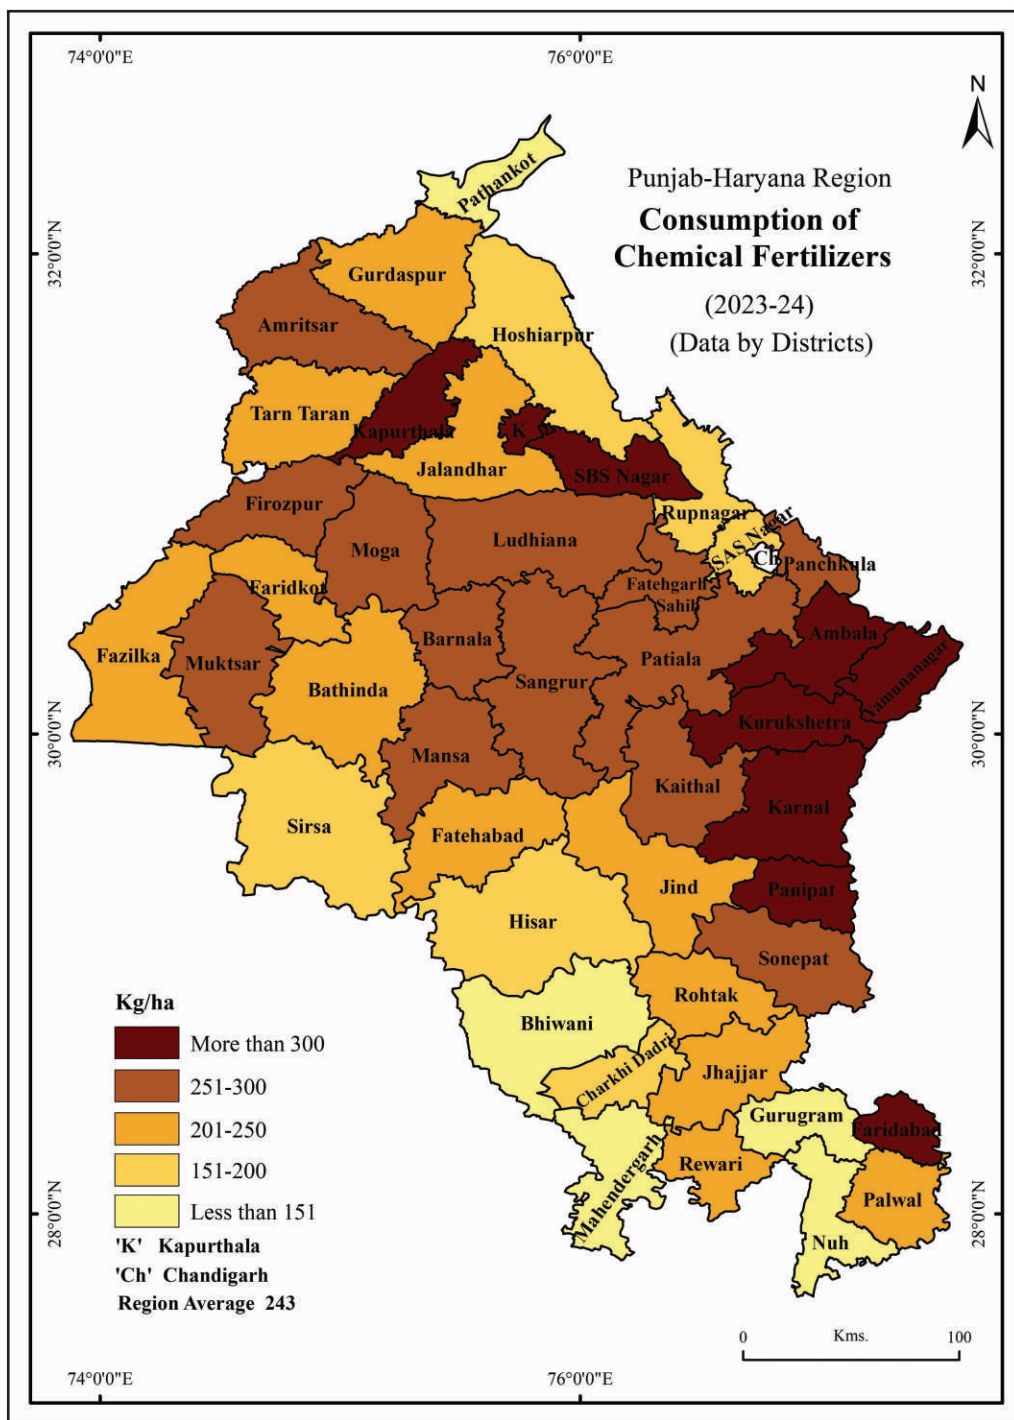 74°0'0"E
76°0'0"E
N
Punjab-Haryana Region
Consumption of
Chemical Fertilizers
(2023-24)
(Data by Districts)
32°0'0"N
32°0'0"N
Pathankot
Gurdaspur
Amritsar
Hoshiarpur
Tarn Taran
Kapurthala
K
Jalandhar
SBS Nagar
Firozpur
Rupnagar
Moga
Ludhiana
SAS Nagar
Ch
Panchkula
Faridkot
Fatehgarh
Sahib
Fazilka
Muktsar
Barnala
Ambala
Patiala
Bathinda
Sangrur
Yamunanagar
30°0'0"N
30°0'0"N
Kurukshetra
Mansa
Kaithal
Karnal
Sirsa
Fatehabad
Jind
Panipat
Hisar
Sonepat
Rohtak
Bhiwani
Charkhi Dadri
Jhajjar
Gurugram
Faridabad
Mahendergarh
Rewari
Palwal
Nuh
28°0'0"N
28°0'0"N
Kg/ha
More than 300
251-300
201-250
151-200
Less than 151
'K' Kapurthala
'Ch' Chandigarh
Region Average 243
0 Kms. 100
74°0'0"E
76°0'0"E